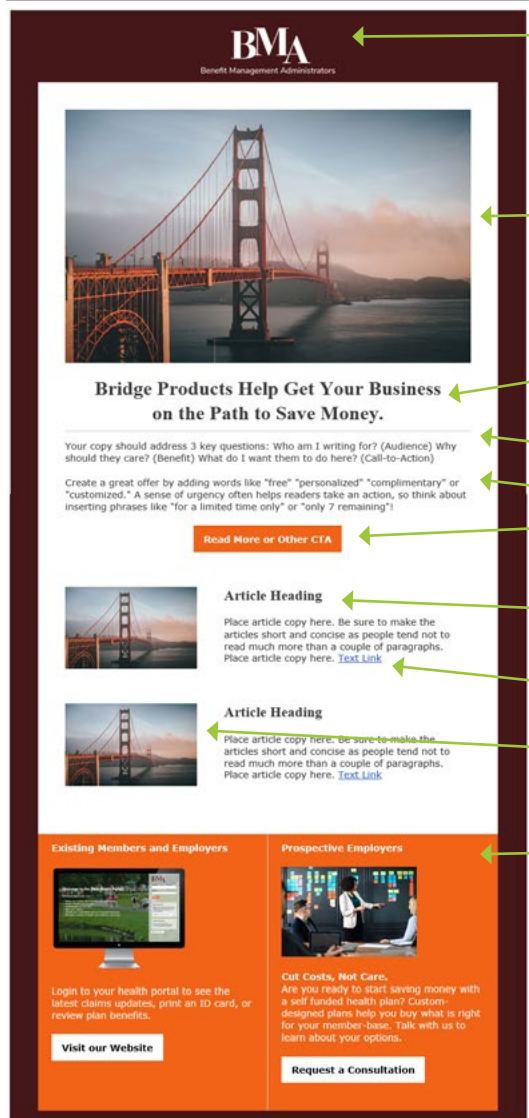 BMA
Benefit Management Administrators
Bridge Products Help Get Your Business
on the Path to Save Money.
Your copy should address 3 key questions: Who am I writing for? (Audience) Why
should they care? (Benefit) What do I want them to do here? (Call-to-Action)
Create a great offer by adding words like "free" "personalized" "complimentary" or
"customized." A sense of urgency often helps readers take an action, so think about
inserting phrases like "for a limited time only" or "only 7 remaining"!
Read More or Other CTA
Article Heading
Place article copy here. Be sure to make the
articles short and concise as people tend not to
read much more than a couple of paragraphs.
Place article copy here. Text Link
Article Heading
Place article copy here. Be sure to make the
articles short and concise as people tend not to
read much more than a couple of paragraphs.
Place article copy here. Text Link
Existing Members and Employers
Login to your health portal to see the
latest claims updates, print an ID card, or
review plan benefits.
Visit our Website
Prospective Employers
Cut Costs, Not Care.
Are you ready to start saving money with
a self funded health plan? Custom-
designed plans help you buy what is right
for your member-base. Talk with us to
learn about your options.
Request a Consultation